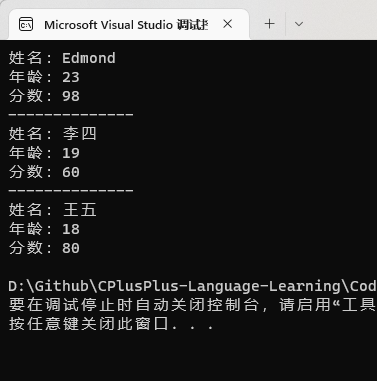 Microsoft Visual Studio 调试
姓名：Edmond
年龄：23
分数：98
--------------
姓名：李四
年龄：19
分数：60
--------------
姓名：王五
年龄：18
分数：80
D:\Github\CPlusPlus-Language-Learning\Cod
要在调试停止时自动关闭控制台，请启用“工具
按任意键关闭此窗口. . .